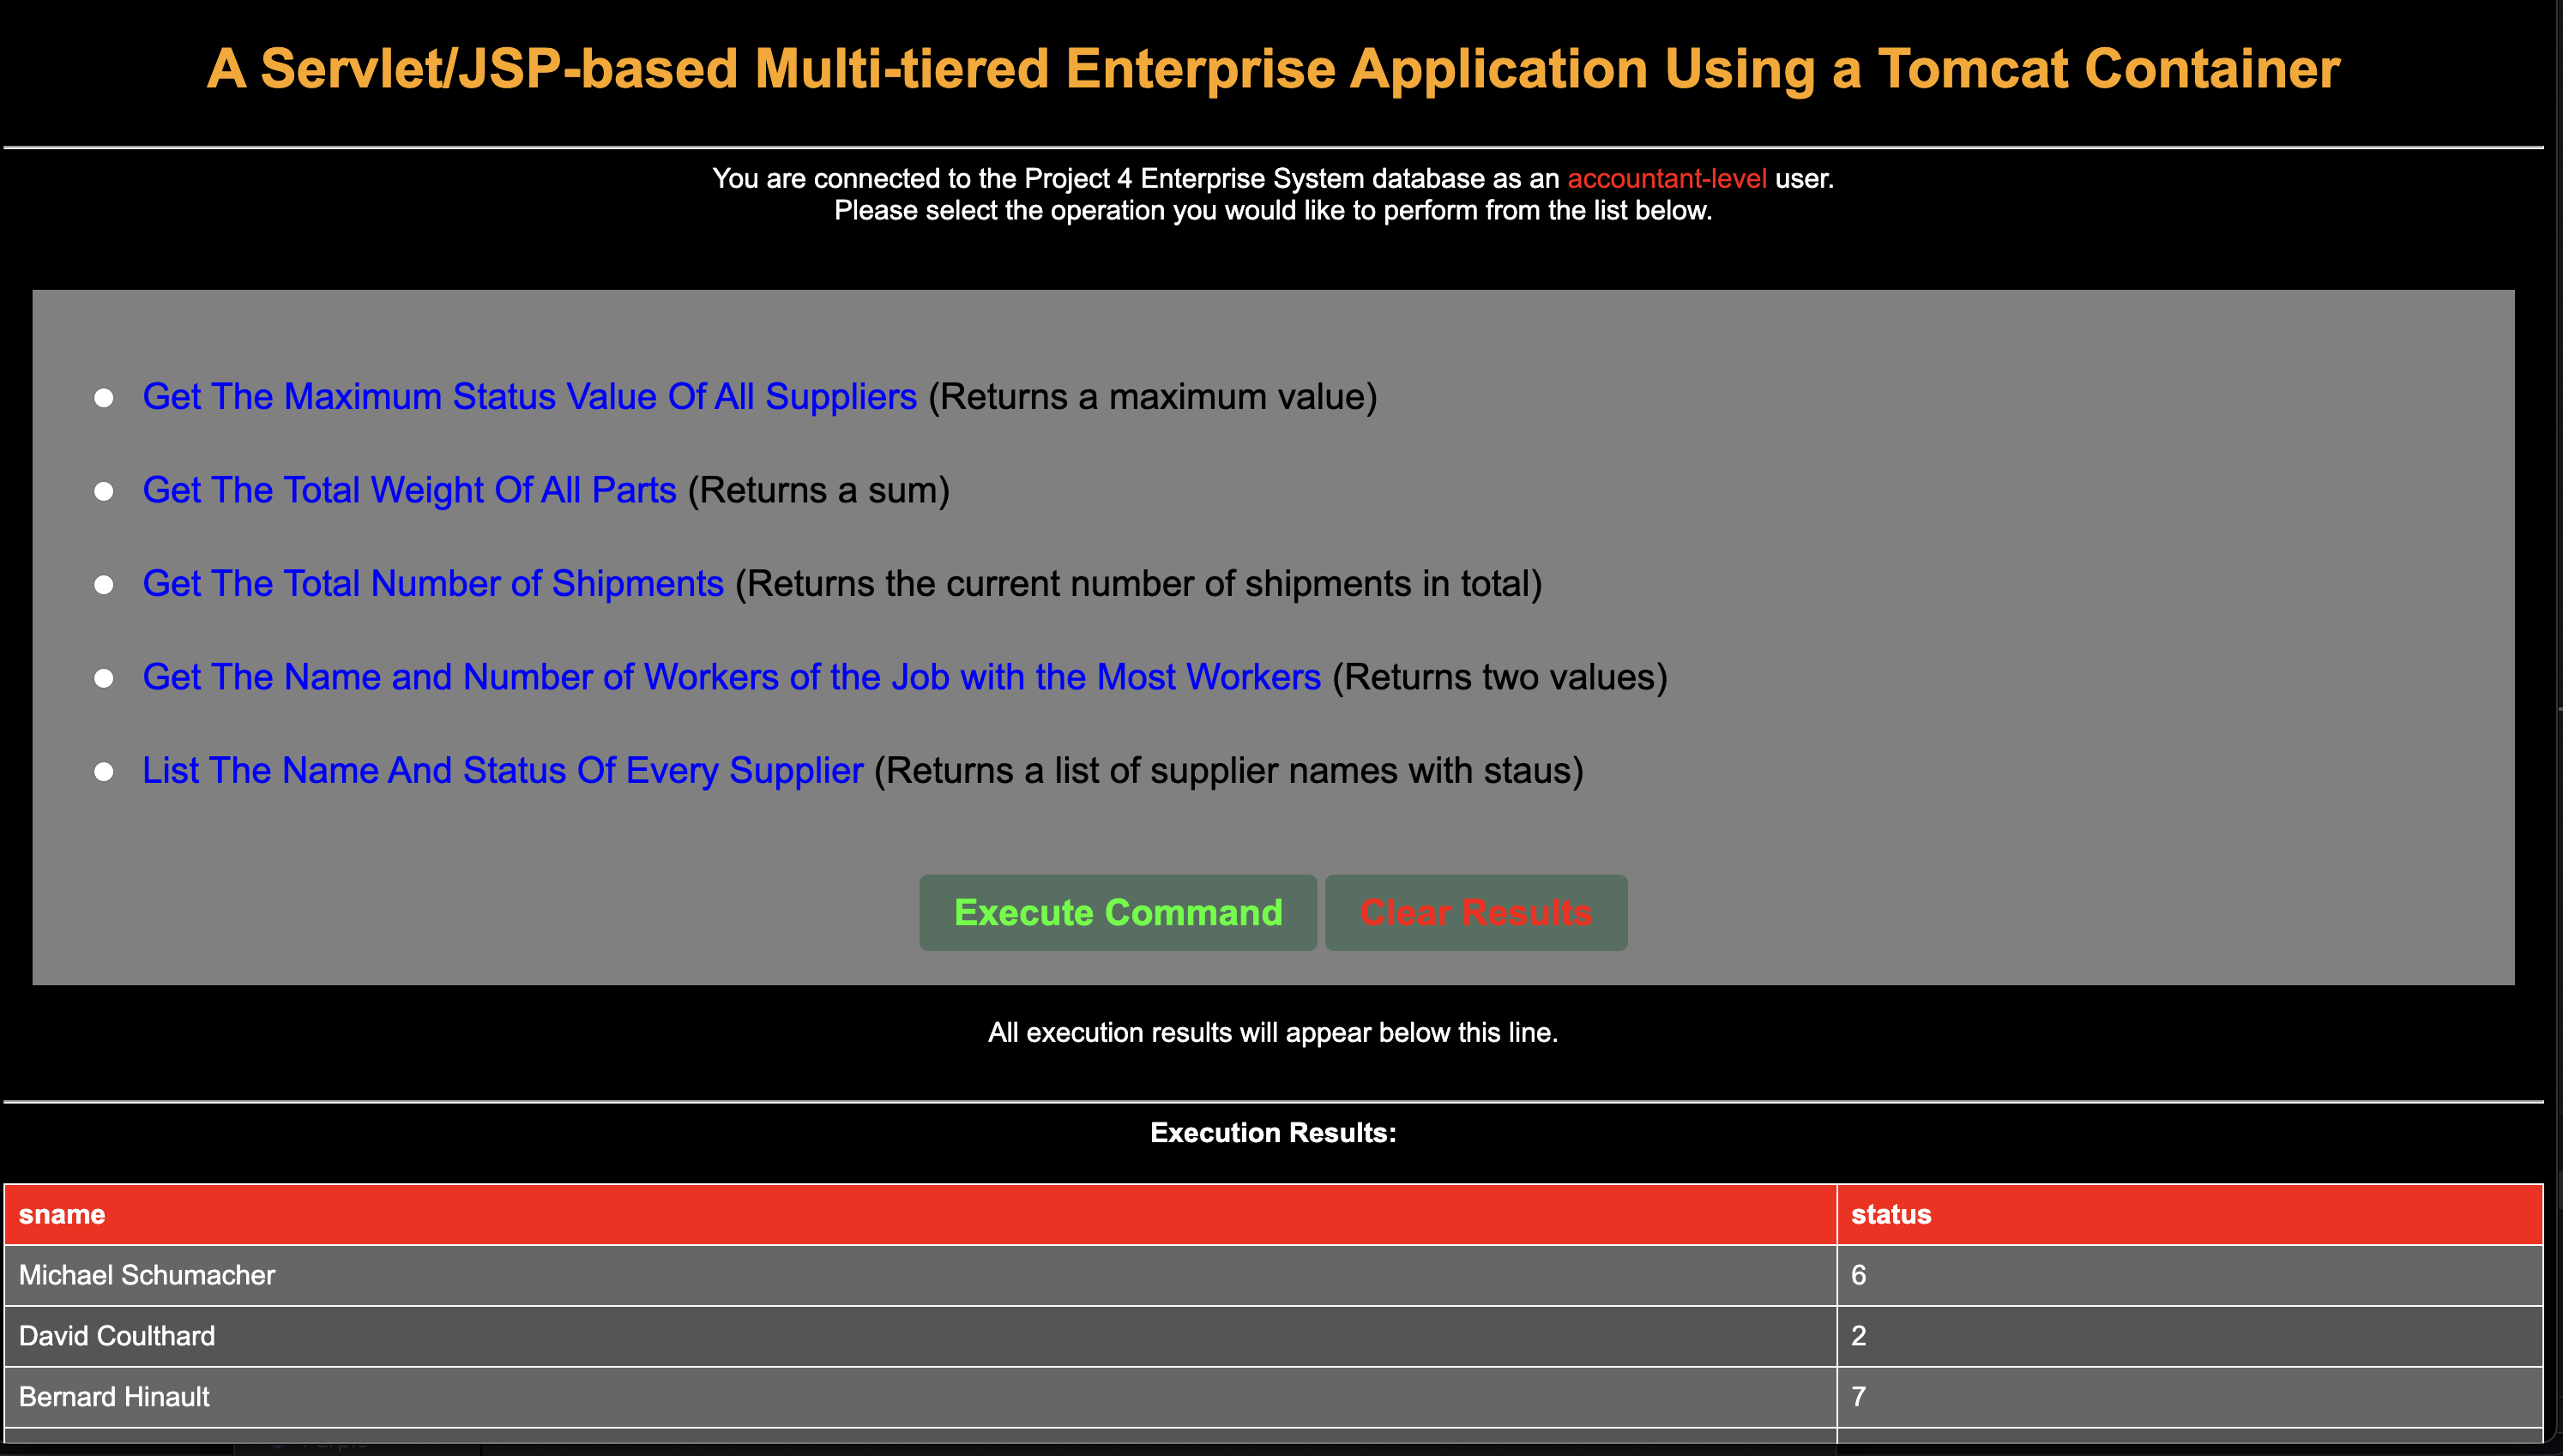 A Servlet/JSP-based Multi-tiered Enterprise Application Using a Tomcat Container
You are connected to the Project 4 Enterprise System database as an accountant-level user.
Please select the operation you would like to perform from the list below.
Get The Maximum Status Value Of All Suppliers (Returns a maximum value)
Get The Total Weight Of All Parts (Returns a sum)
Get The Total Number of Shipments (Returns the current number of shipments in total)
Get The Name and Number of Workers of the Job with the Most Workers (Returns two values)
List The Name And Status Of Every Supplier (Returns a list of supplier names with staus)
Execute Command Clear Results
All execution results will appear below this line.
Execution Results:
sname status
Michael Schumacher 6
David Coulthard 2
Bernard Hinault 7